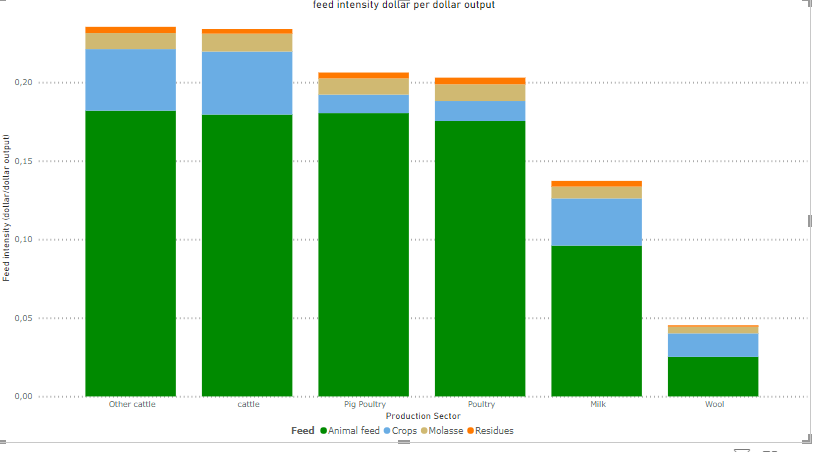 feed intensity dollar per dollar output
Feed intensity (dollar/dollar output)
0,20
0,15
0,10
0,05
0,00
Other cattle cattle Pig Poultry Poultry Milk Wool
Production Sector
Feed Animal feed Crops Molasse Residues